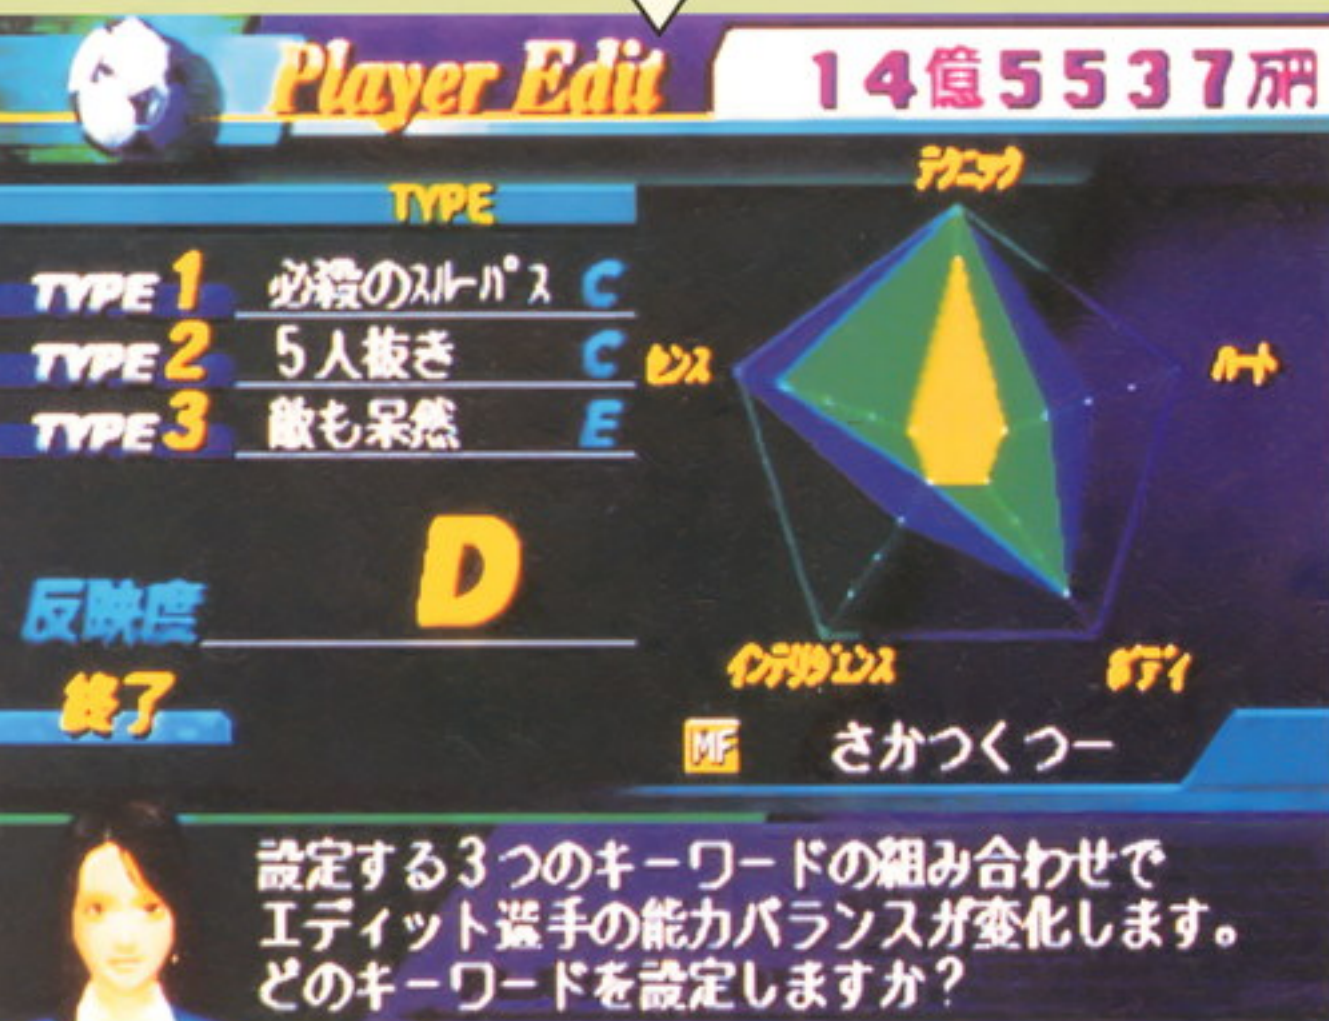 Player Edit
14億5537万円
TYPE
TYPE 1 必殺のスルーパス C
TYPE 2 5人抜き C
TYPE 3 敵も呆然 E
反映度 D
終了
テクニック
センス
ハート
インテリジェンス
ボディ
MF さかつくつー
設定する3つのキーワードの組み合わせで
エディット選手の能力バランスが変化します。
どのキーワードを設定しますか?